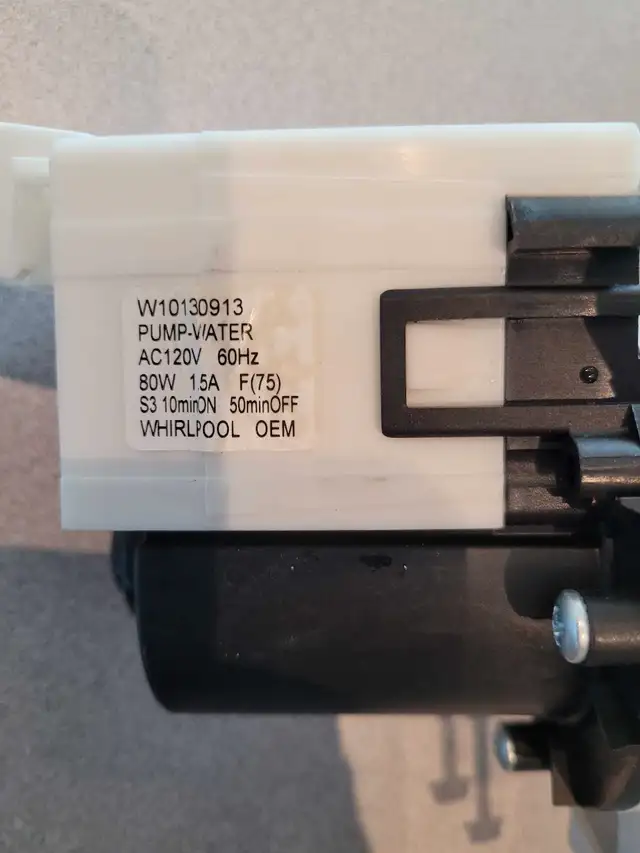 W10130913
PUMP-WATER
AC120V 60Hz
80W 1.5A F(75)
S3 10minON 50minOFF
WHIRLPOOL OEM